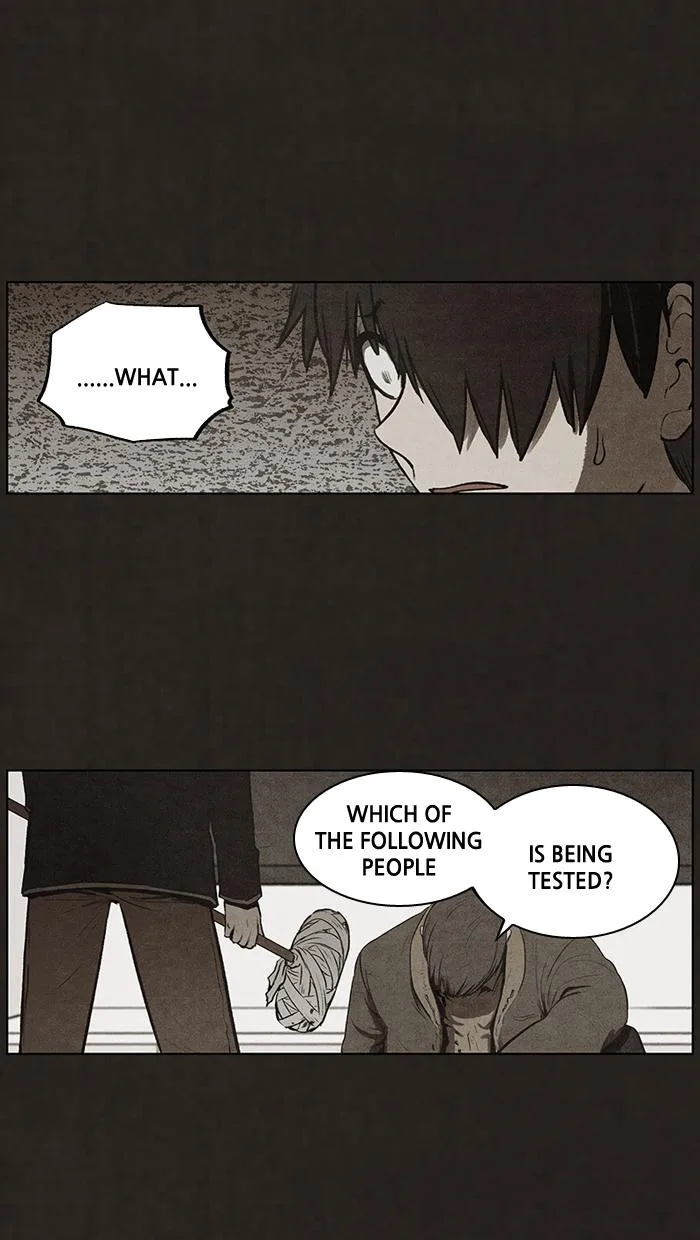 ......WHAT...
WHICH OF
THE FOLLOWING
PEOPLE
IS BEING
TESTED?